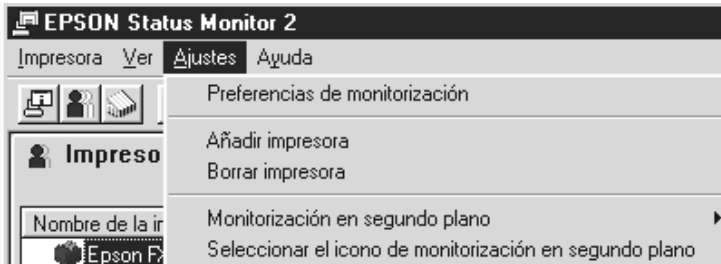 EPSON Status Monitor 2
Impresora Ver Ajustes Ayuda
Preferencias de monitorización
Añadir impresora
Impreso
Borrar impresora
Nombre de la
Monitorización en segundo plano
Epson
Seleccionar el icono de monitorización en segundo plano